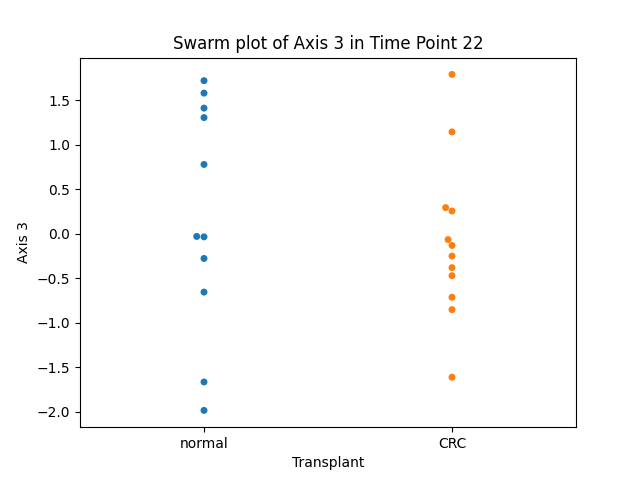 Swarm plot of Axis 3 in Time Point 22
1.5
1.0
0.5
0.0
−0.5
−1.0
−1.5
−2.0
Axis 3
normal
CRC
Transplant